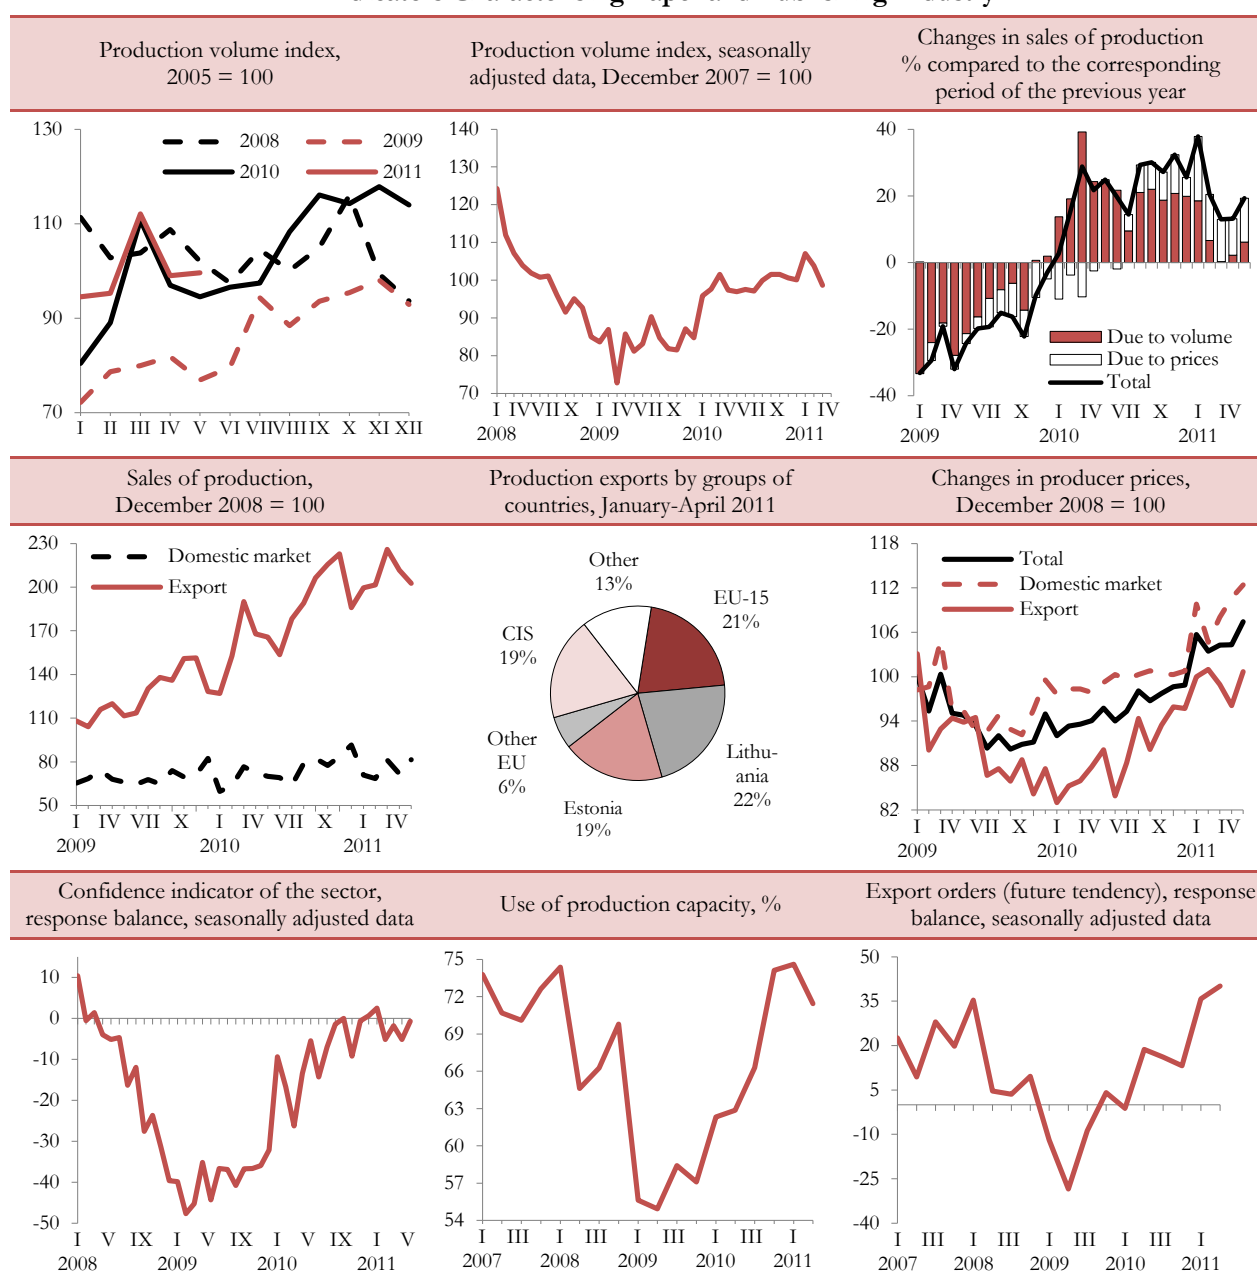 Production volume index,
2005 = 100
Production volume index, seasonally
adjusted data, December 2007 = 100
Changes in sales of production
% compared to the corresponding
period of the previous year
130
110
90
70
2008
2009
2010
2011
I II III IV V VI VII VIII IX X XI XII
140
130
120
110
100
90
80
70
I IV VII X I IV VII X I IV VII X I IV
2008 2009 2010 2011
40
20
0
-20
-40
Due to volume
Due to prices
Total
I IV VII X I IV VII X I IV
2009 2010 2011
Sales of production,
December 2008 = 100
Production exports by groups of
countries, January-April 2011
Changes in producer prices,
December 2008 = 100
230
200
170
140
110
80
50
Domestic market
Export
I IV VII X I IV VII X I IV
2009 2010 2011
Other
13%
EU-15
21%
CIS
19%
Other
EU
6%
Estonia
19%
Lithu-
ania
22%
118
112
106
100
94
88
82
Total
Domestic market
Export
I IV VII X I IV VII X I IV
2009 2010 2011
Confidence indicator of the sector,
response balance, seasonally adjusted data
Use of production capacity, %
Export orders (future tendency), response
balance, seasonally adjusted data
10
0
-10
-20
-30
-40
-50
I V IX I V IX I V IX I V
2008 2009 2010 2011
75
72
69
66
63
60
57
54
I III I III I III I III I
2007 2008 2009 2010 2011
50
35
20
5
-10
-25
-40
I III I III I III I III I
2007 2008 2009 2010 2011